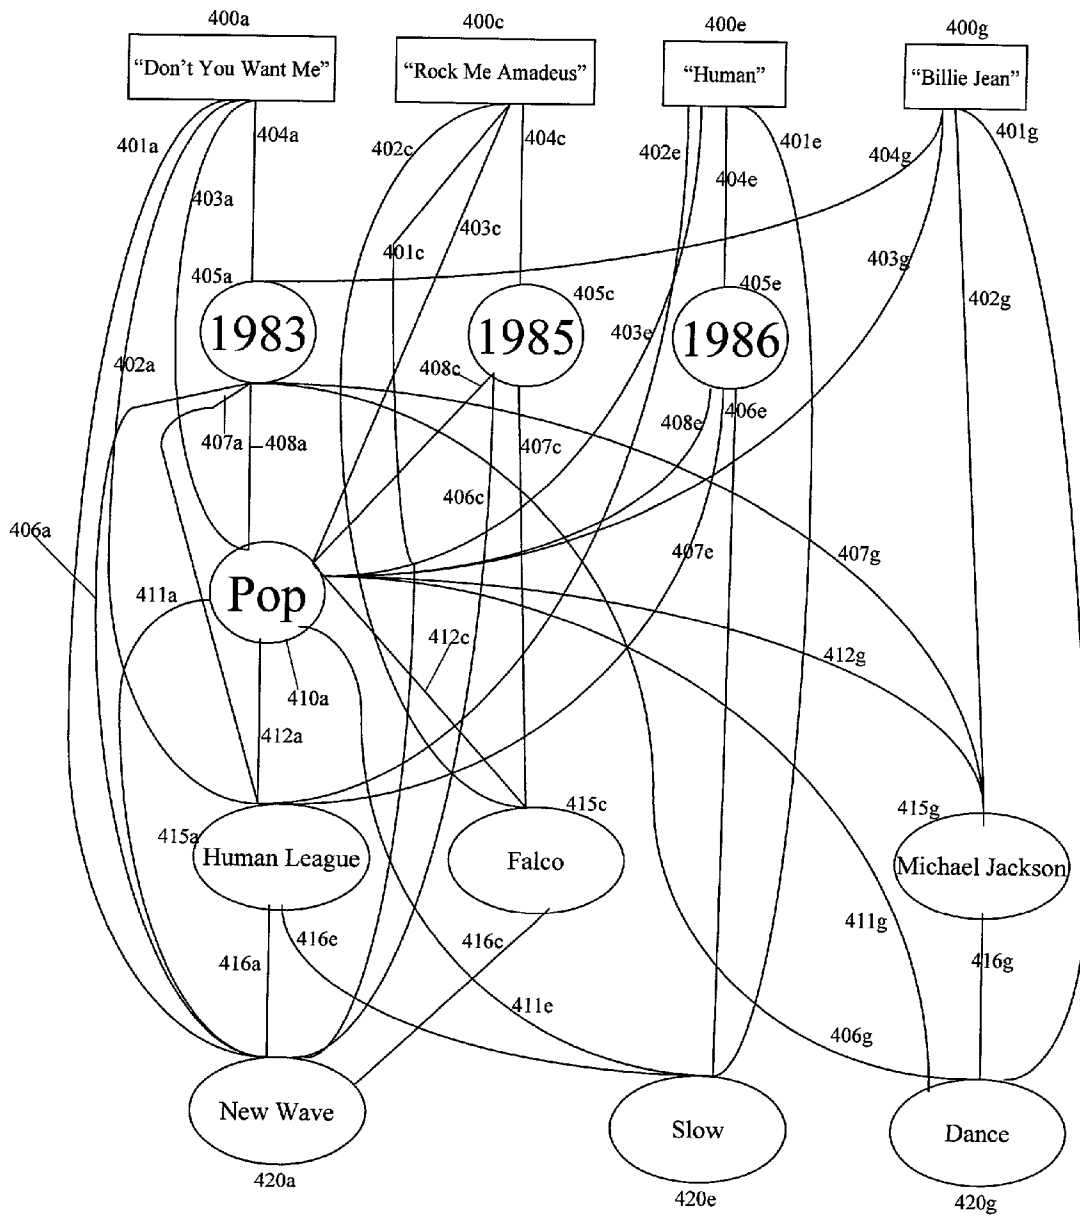 400a 400c 400e 400g
“Don’t You Want Me” “Rock Me Amadeus” “Human” “Billie Jean”
401a 404a 402c 404c 402e 401e 404g 401g
404e
403a
403c
401c 403g
405a 405c 405e 402g
1983 1985 1986
403e
402a 408c
408e 406e
407a 408a 407c
406c
406a
407e 407g
Pop
411a
412c
412g
410a
412a
415a 415c 415g
Human League Falco Michael Jackson
411g
416e 416c
416a 416g
411e
406g
New Wave Slow Dance
420a 420e 420g